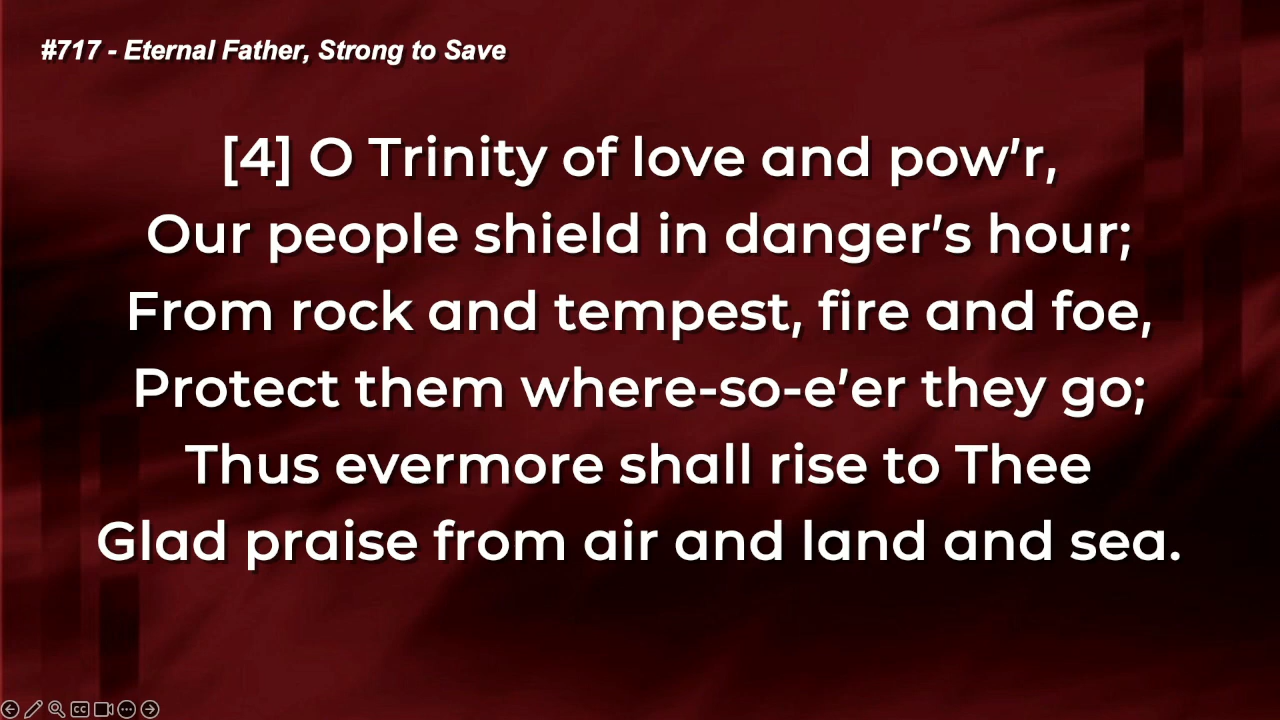 #717 - Eternal Father, Strong to Save
[4] O Trinity of love and pow’r,
Our people shield in danger’s hour;
From rock and tempest, fire and foe,
Protect them where-so-e’er they go;
Thus evermore shall rise to Thee
Glad praise from air and land and sea.
CC